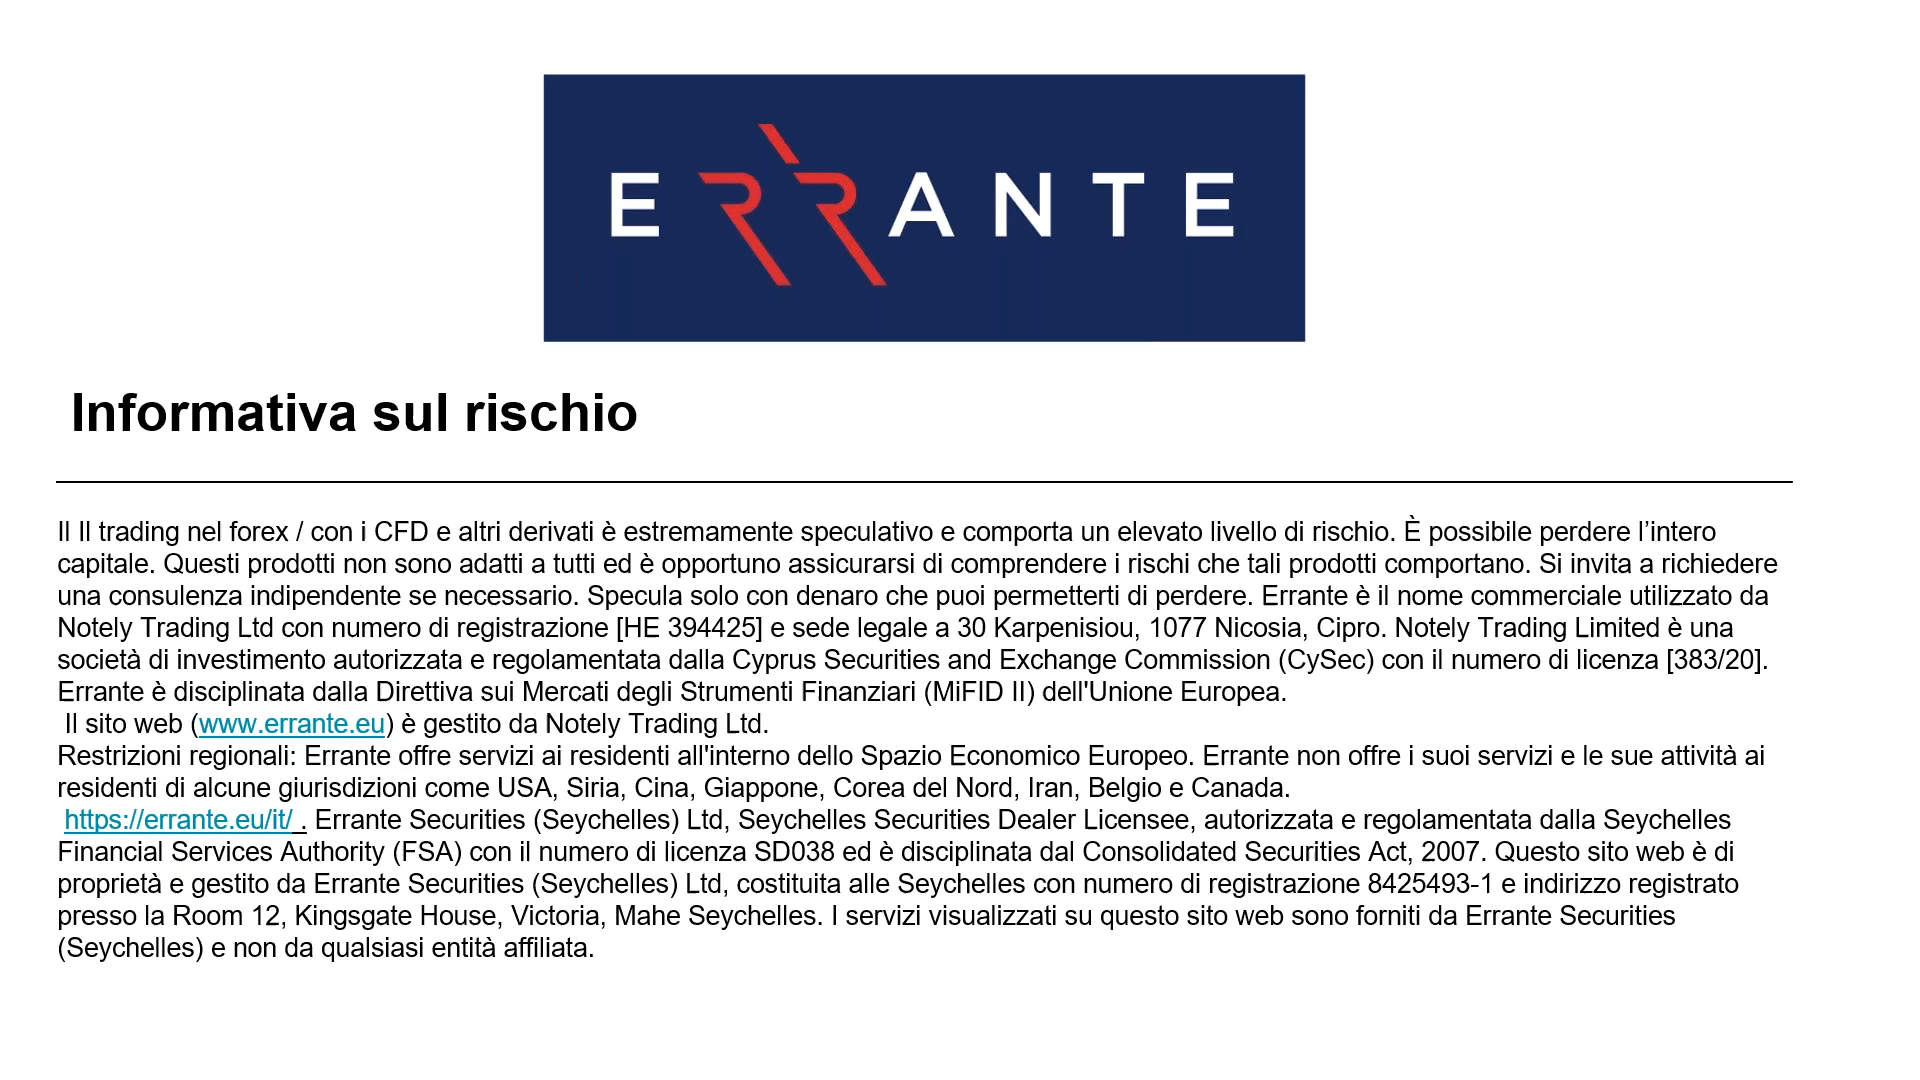 ERRANTE
Informativa sul rischio
Il Il trading nel forex / con i CFD e altri derivati è estremamente speculativo e comporta un elevato livello di rischio. È possibile perdere l’intero
capitale. Questi prodotti non sono adatti a tutti ed è opportuno assicurarsi di comprendere i rischi che tali prodotti comportano. Si invita a richiedere
una consulenza indipendente se necessario. Specula solo con denaro che puoi permetterti di perdere. Errante è il nome commerciale utilizzato da
Notely Trading Ltd con numero di registrazione [HE 394425] e sede legale a 30 Karpenisiou, 1077 Nicosia, Cipro. Notely Trading Limited è una
società di investimento autorizzata e regolamentata dalla Cyprus Securities and Exchange Commission (CySec) con il numero di licenza [383/20].
Errante è disciplinata dalla Direttiva sui Mercati degli Strumenti Finanziari (MiFID II) dell'Unione Europea.
Il sito web (www.errante.eu) è gestito da Notely Trading Ltd.
Restrizioni regionali: Errante offre servizi ai residenti all'interno dello Spazio Economico Europeo. Errante non offre i suoi servizi e le sue attività ai
residenti di alcune giurisdizioni come USA, Siria, Cina, Giappone, Corea del Nord, Iran, Belgio e Canada.
https://errante.eu/it/ . Errante Securities (Seychelles) Ltd, Seychelles Securities Dealer Licensee, autorizzata e regolamentata dalla Seychelles
Financial Services Authority (FSA) con il numero di licenza SD038 ed è disciplinata dal Consolidated Securities Act, 2007. Questo sito web è di
proprietà e gestito da Errante Securities (Seychelles) Ltd, costituita alle Seychelles con numero di registrazione 8425493-1 e indirizzo registrato
presso la Room 12, Kingsgate House, Victoria, Mahe Seychelles. I servizi visualizzati su questo sito web sono forniti da Errante Securities
(Seychelles) e non da qualsiasi entità affiliata.